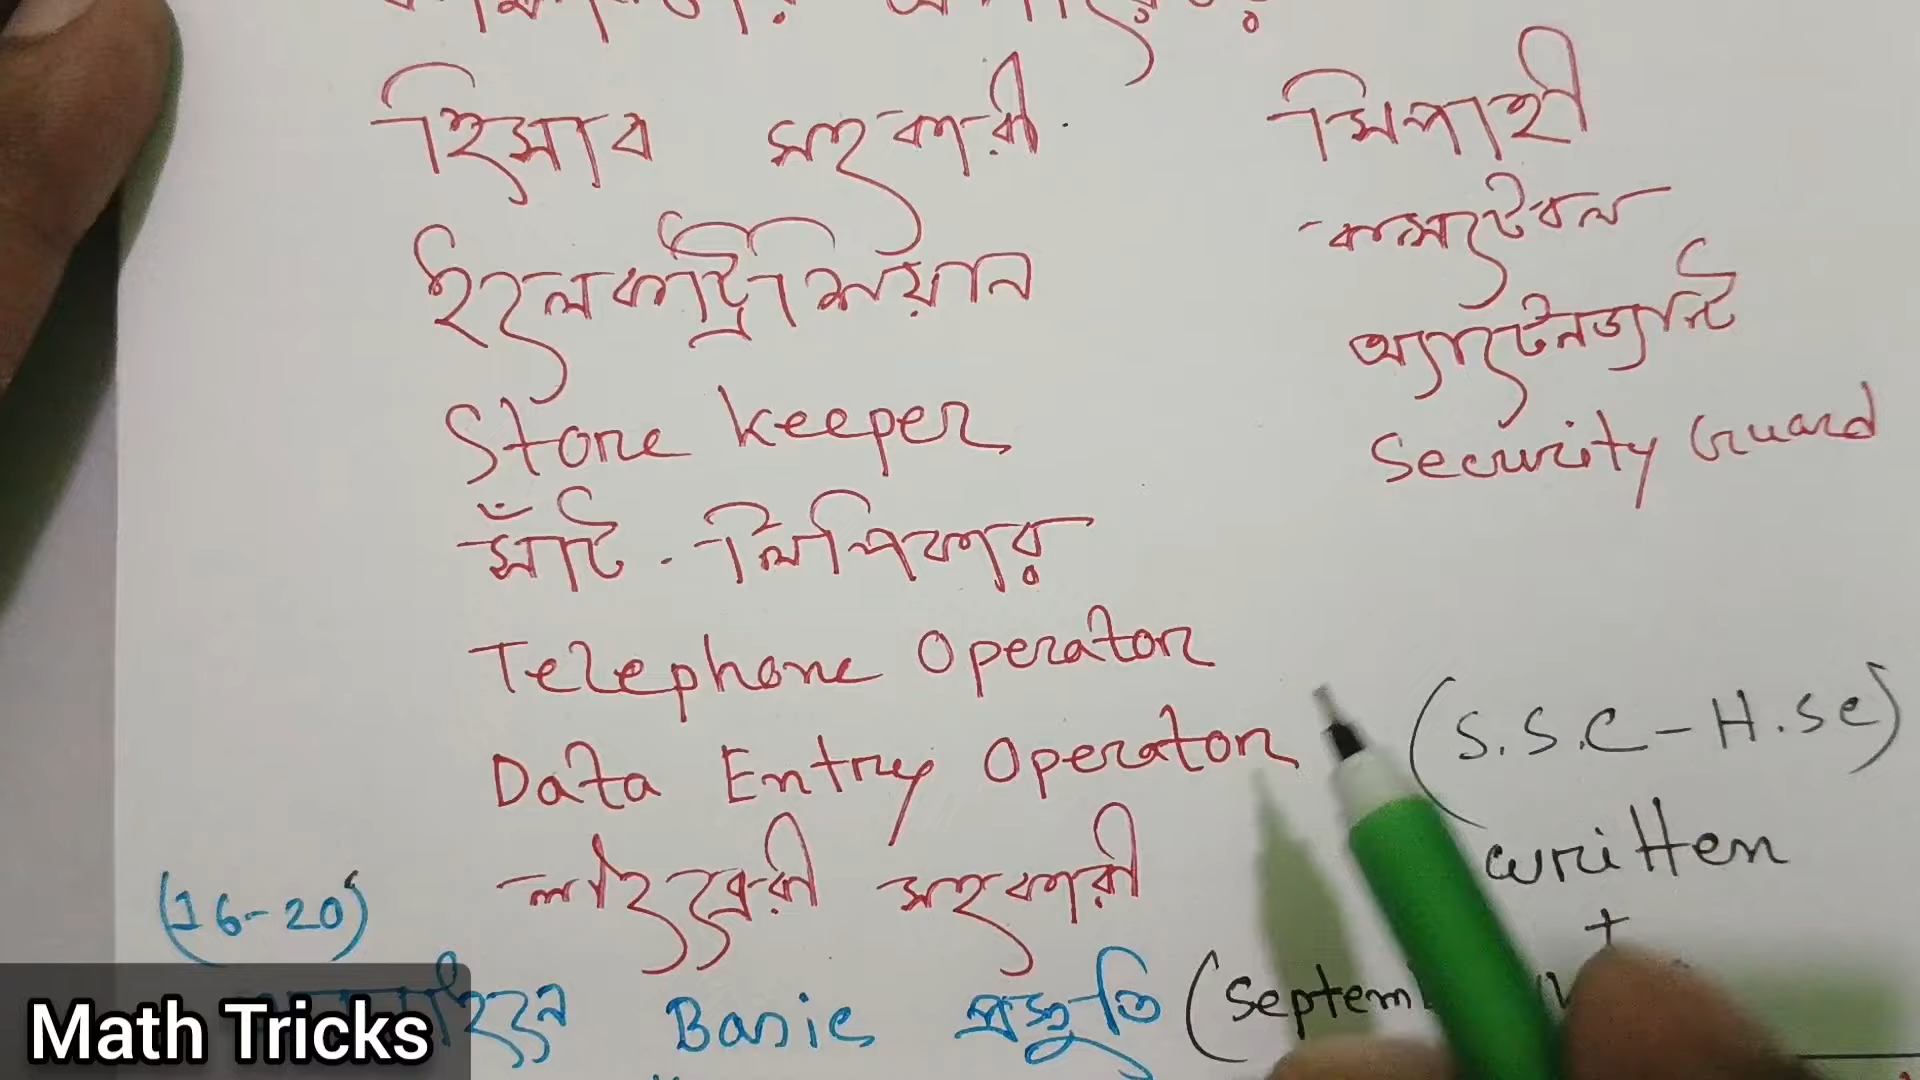 হিসাব সহকারী
ইলেকট্রিশিয়ান
Store keeper
সাঁট-লিপিকার
Telephone Operator
Data Entry Operator
লাইব্রেরী সহকারী
সিপাহী
কান্সটেবল
অ্যাটেনড্যান্ট
Security Guard
(S.S.C-H.SC)
written
+
(16-20)
Basic প্রস্তুতি (Septem
Math Tricks